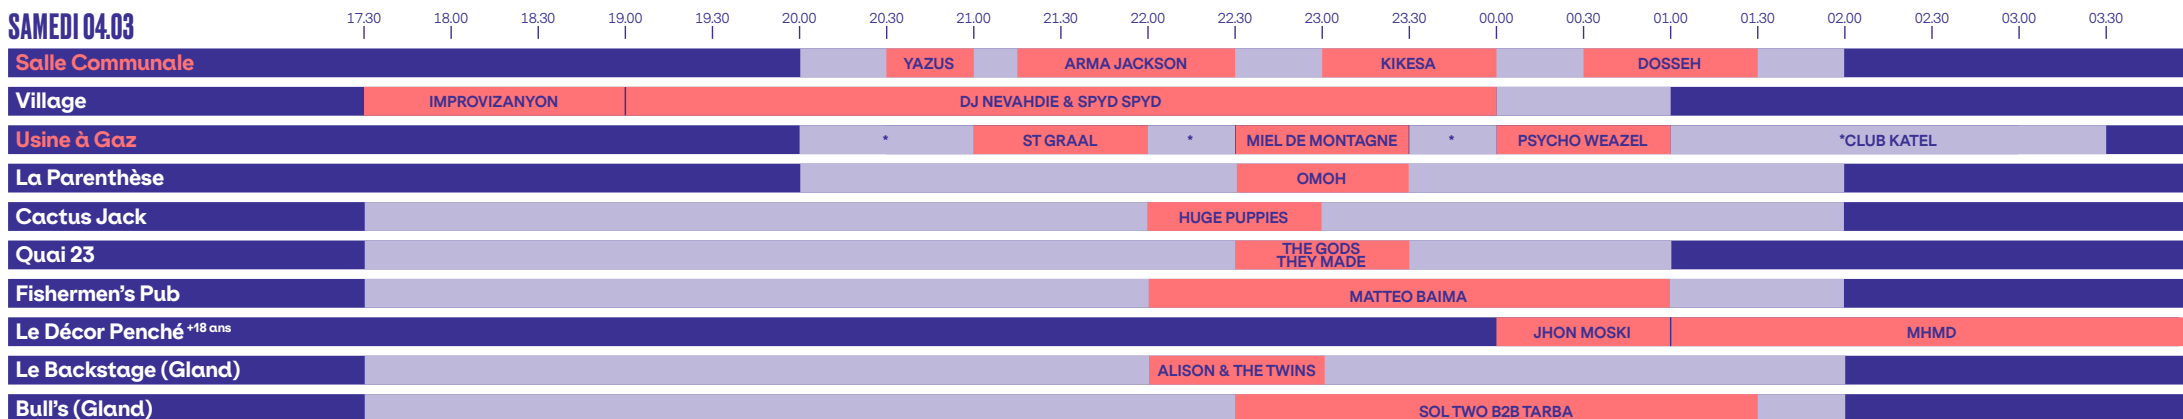 SAMEDI 04.03 17.30 18.00 18.30 19.00 19.30 20.00 20.30 21.00 21.30 22.00 22.30 23.00 23.30 00.00 00.30 01.00 01.30 02.00 02.30 03.00 03.30
Salle Communale YAZUS ARMA JACKSON KIKESA DOSSEH
Village IMPROVIZANYON DJ NEVAHDIE & SPYD SPYD
Usine à Gaz * ST GRAAL * MIEL DE MONTAGNE * PSYCHO WEAZEL *CLUB KATEL
La Parenthèse OMOH
Cactus Jack HUGE PUPPIES
Quai 23 THE GODS
THEY MADE
Fishermen's Pub MATTEO BAIMA
Le Décor Penché +18 ans JHON MOSKI MHMD
Le Backstage (Gland) ALISON & THE TWINS
Bull's (Gland) SOL TWO B2B TARBA